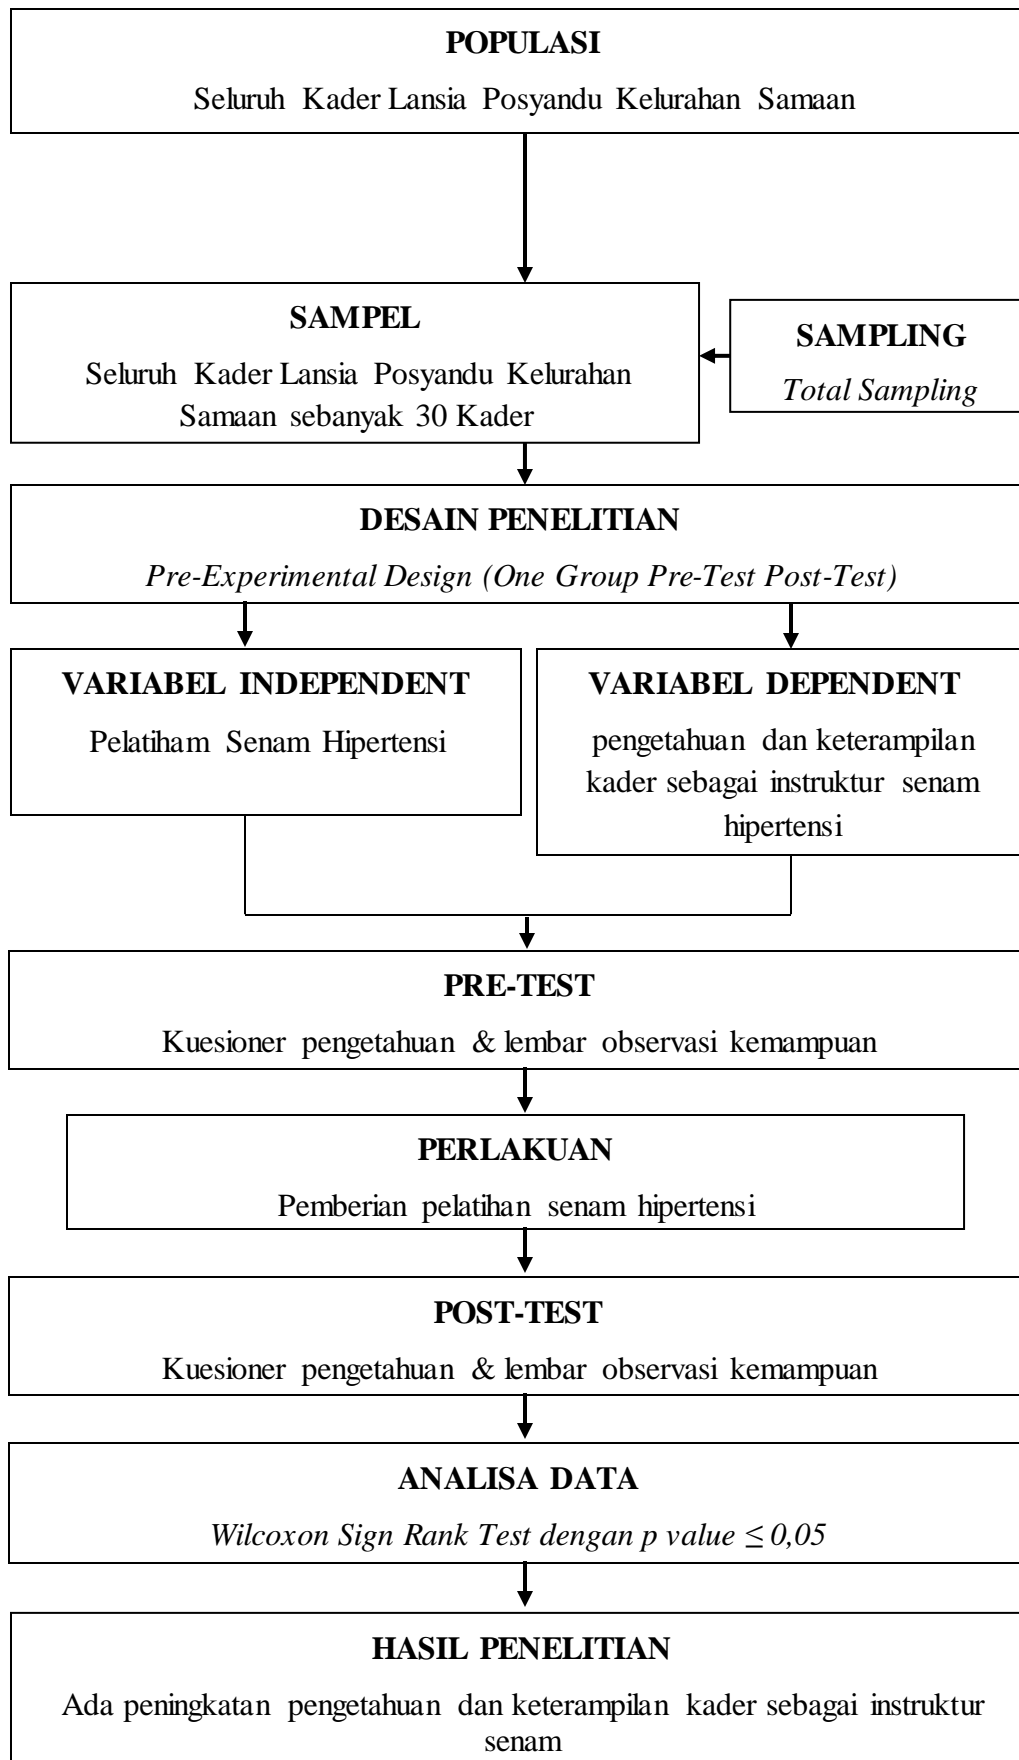 POPULASI
Seluruh Kader Lansia Posyandu Kelurahan Samaan
SAMPEL
Seluruh Kader Lansia Posyandu Kelurahan
Samaan sebanyak 30 Kader
SAMPLING
Total Sampling
DESAIN PENELITIAN
Pre-Experimental Design (One Group Pre-Test Post-Test)
VARIABEL INDEPENDENT
Pelatiham Senam Hipertensi
VARIABEL DEPENDENT
pengetahuan dan keterampilan
kader sebagai instruktur senam
hipertensi
PRE-TEST
Kuesioner pengetahuan & lembar observasi kemampuan
PERLAKUAN
Pemberian pelatihan senam hipertensi
POST-TEST
Kuesioner pengetahuan & lembar observasi kemampuan
ANALISA DATA
Wilcoxon Sign Rank Test dengan p value ≤ 0,05
HASIL PENELITIAN
Ada peningkatan pengetahuan dan keterampilan kader sebagai instruktur
senam